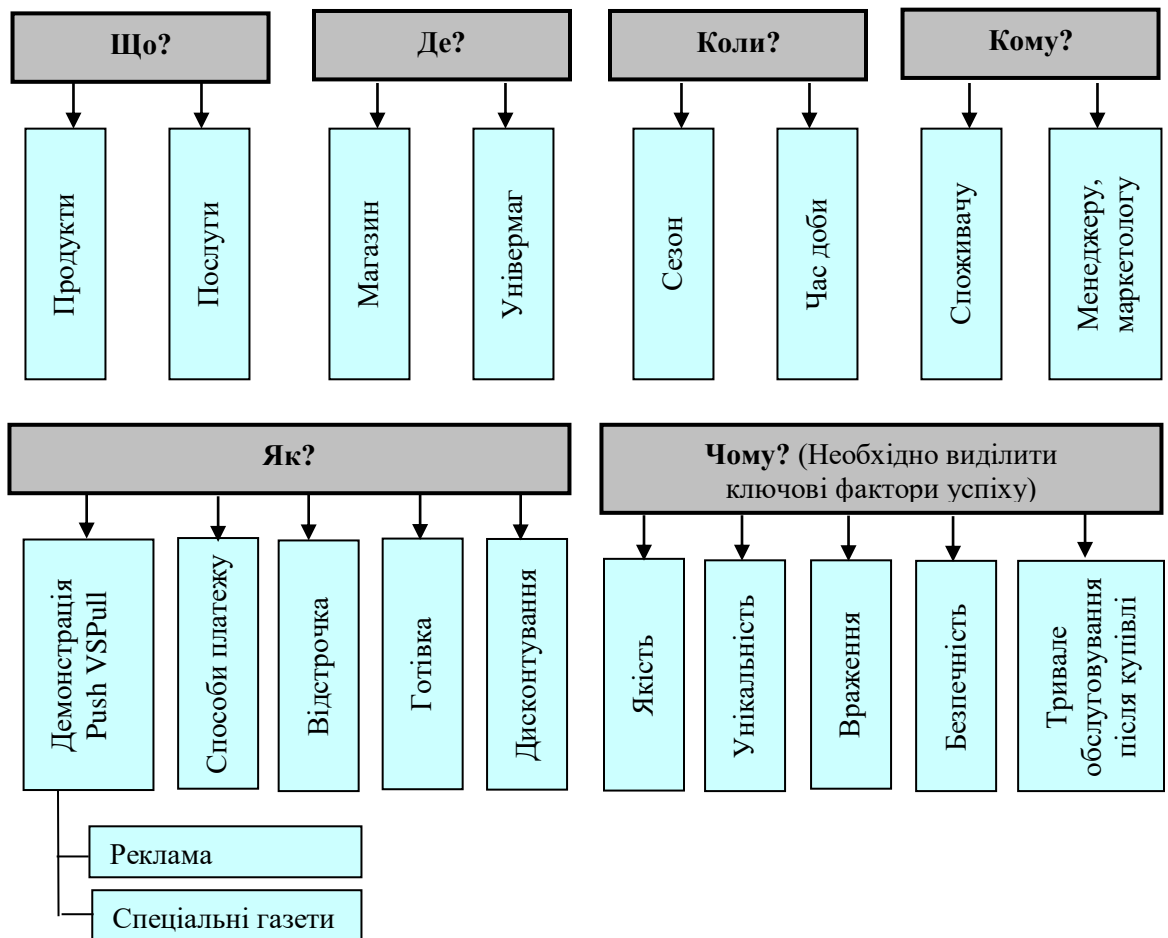 Що?
Де?
Коли?
Кому?
Продукти
Послуги
Магазин
Універмаг
Сезон
Час доби
Споживачу
Менеджеру,
маркетологу
Як?
Чому? (Необхідно виділити
ключові фактори успіху)
Демонстрація
Push VSPull
Способи платежу
Відстрочка
Готівка
Дисконтування
Якість
Унікальність
Враження
Безпечність
Тривале
обслуговування
після купівлі
Реклама
Спеціальні газети